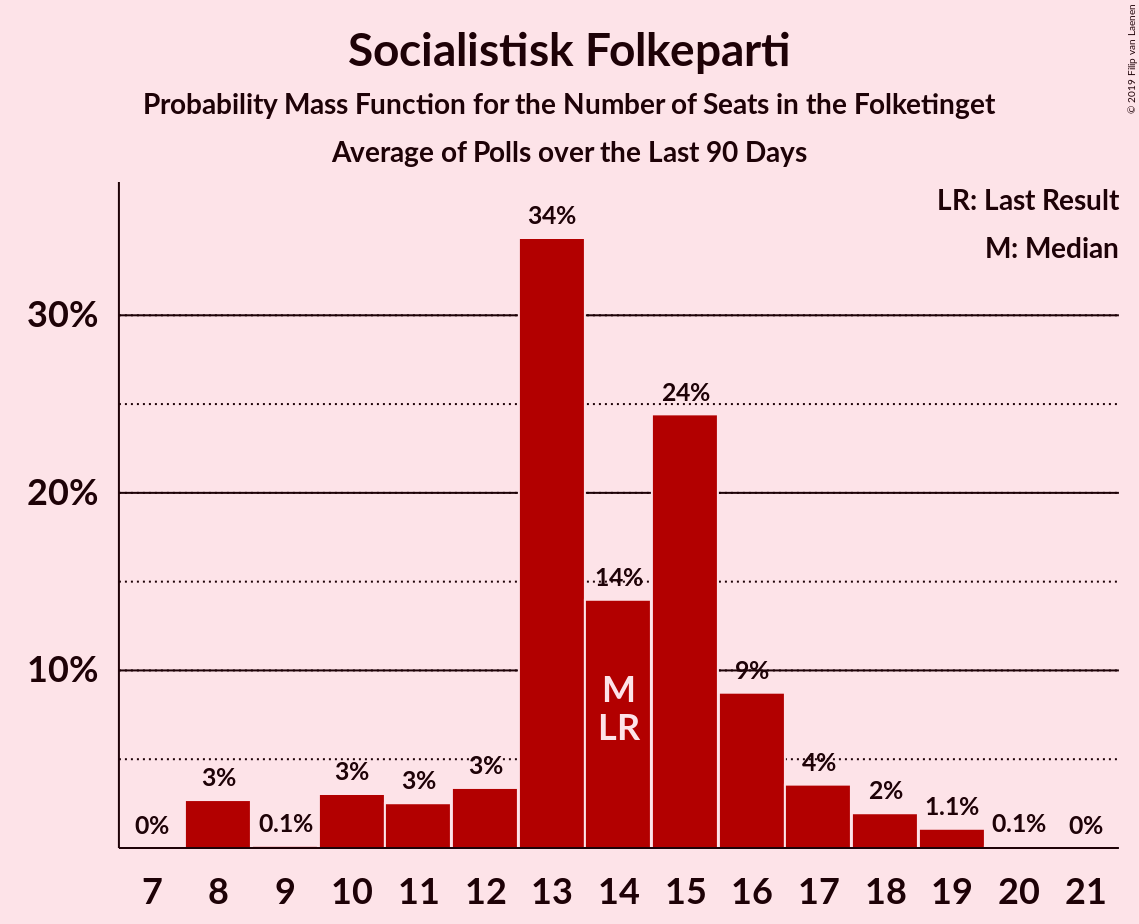 Socialistisk Folkeparti
Probability Mass Function for the Number of Seats in the Folketinget
Average of Polls over the Last 90 Days
© 2019 Filip van Laenen
LR: Last Result
M: Median
30%
20%
10%
0%
3%
0.1%
3%
3%
3%
34%
14%
24%
9%
4%
2%
1.1%
0.1%
0%
M
LR
7 8 9 10 11 12 13 14 15 16 17 18 19 20 21